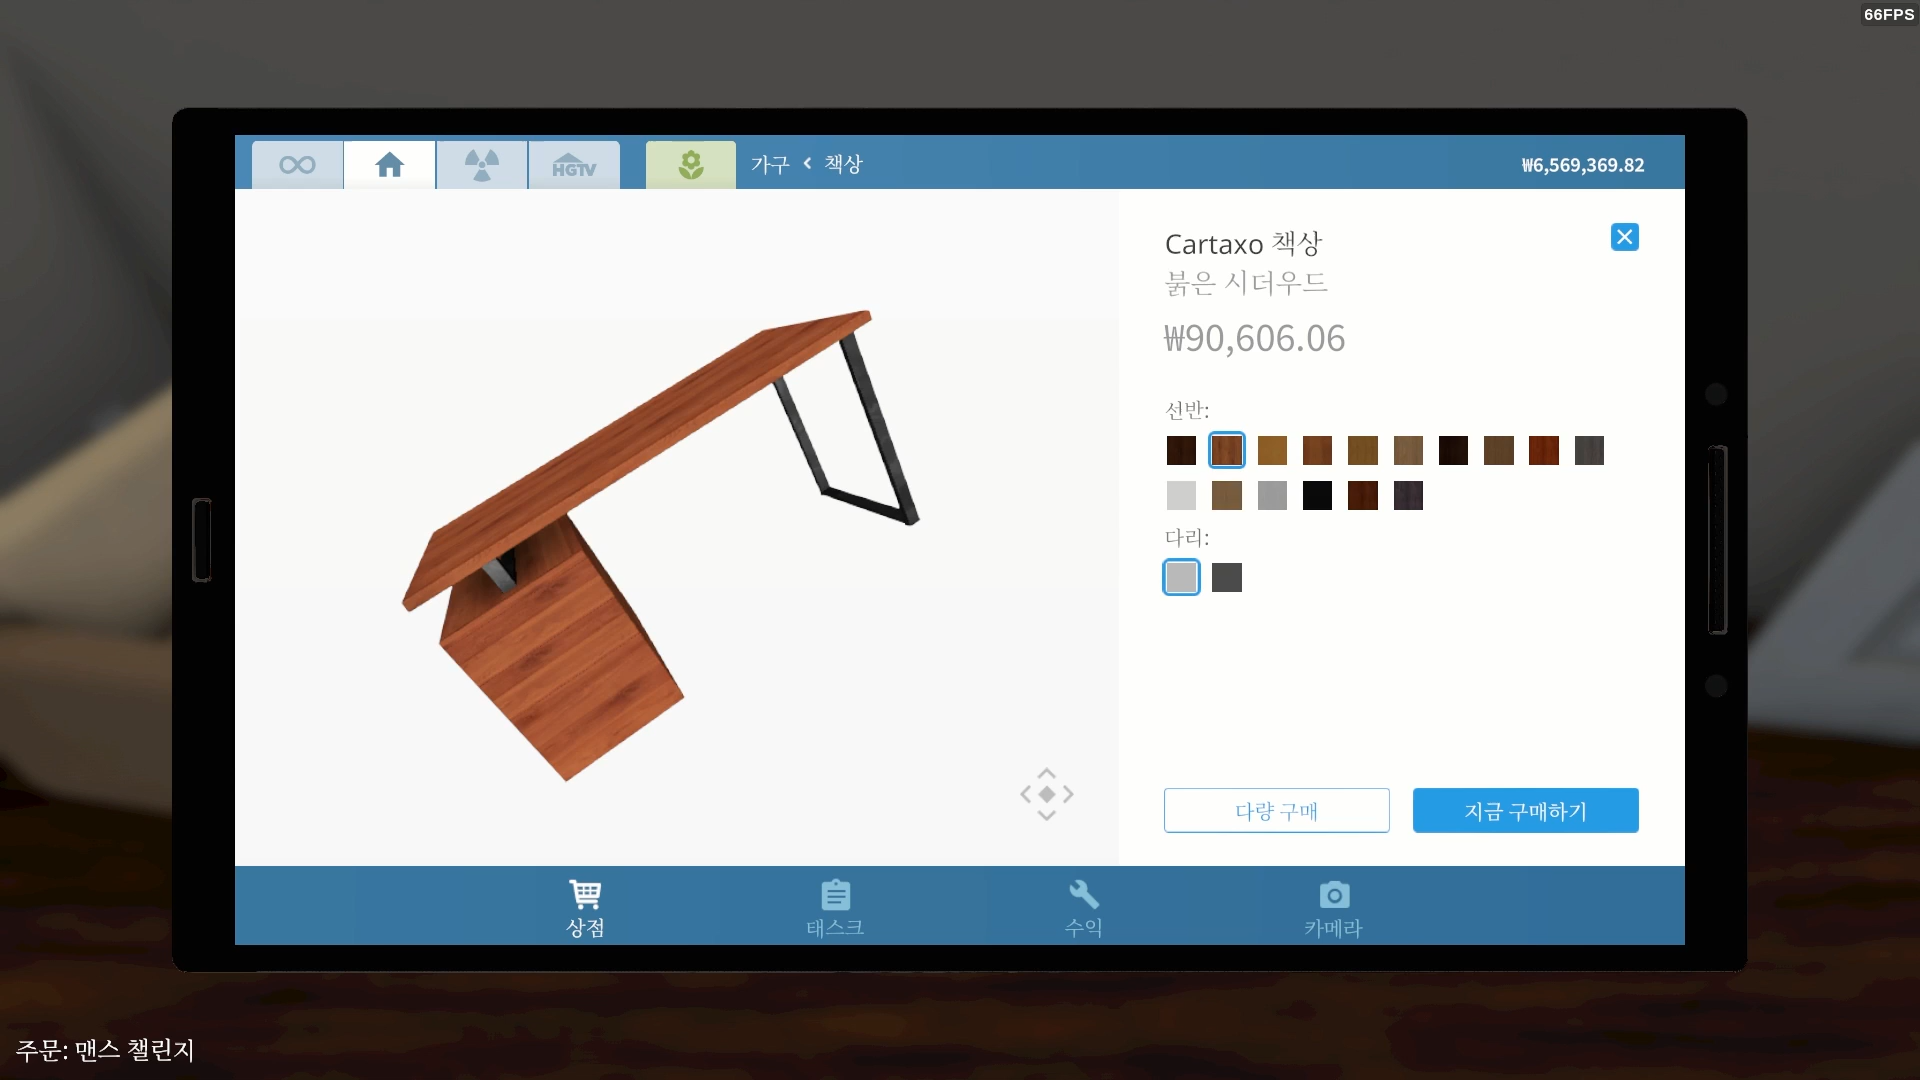 66FPS
HGTV
가구 < 책상
₩6,569,369.82
Cartaxo 책상
붉은 시더우드
₩90,606.06
선반:
다리:
다량 구매
지금 구매하기
상점
태스크
수익
카메라
주문: 맨스 챌린지